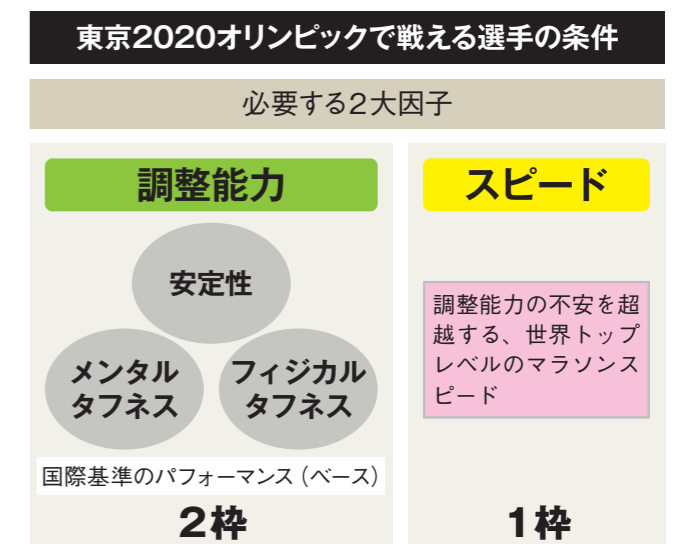 東京2020オリンピックで戦える選手の条件
必要する2大因子
調整能力
安定性
メンタル
タフネス
フィジカル
タフネス
国際基準のパフォーマンス（ベース）
2枠
スピード
調整能力の不安を超
越する、世界トップ
レベルのマラソンス
ピード
1枠